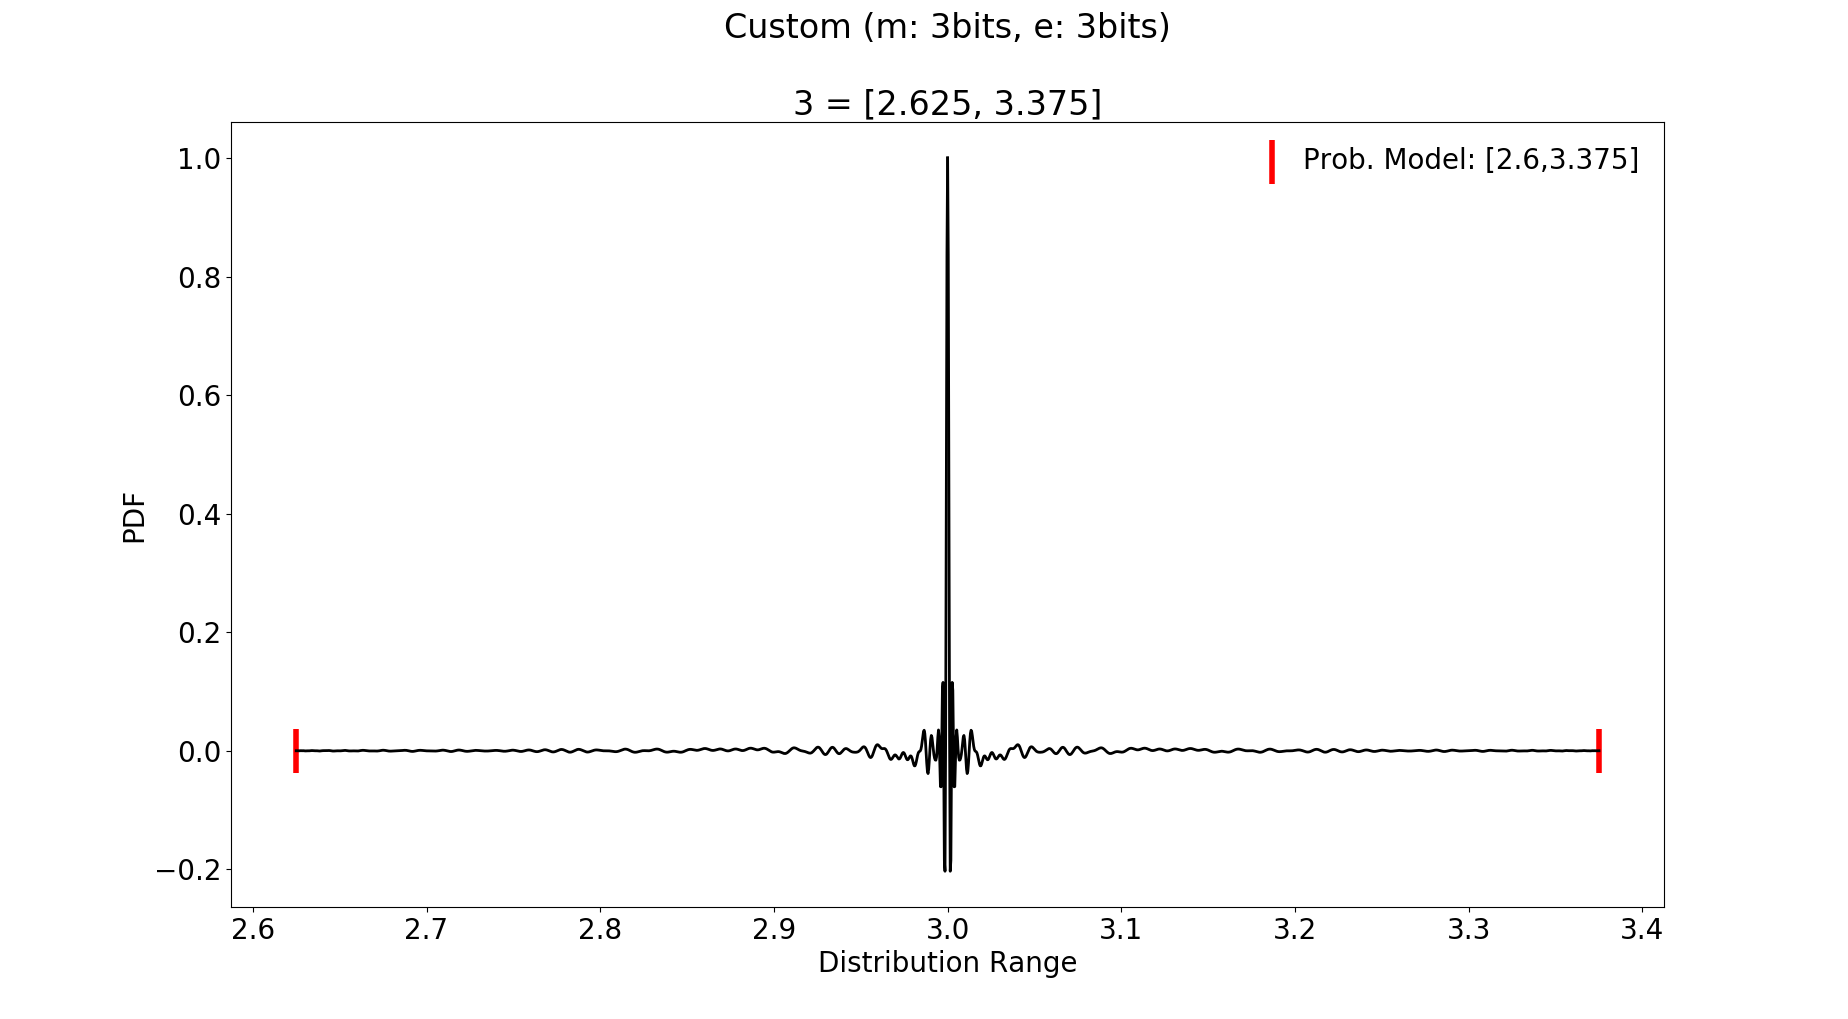 Custom (m: 3bits, e: 3bits)
3 = [2.625, 3.375]
Prob. Model: [2.6,3.375]
1.0
0.8
0.6
0.4
0.2
0.0
−0.2
PDF
2.6 2.7 2.8 2.9 3.0 3.1 3.2 3.3 3.4
Distribution Range